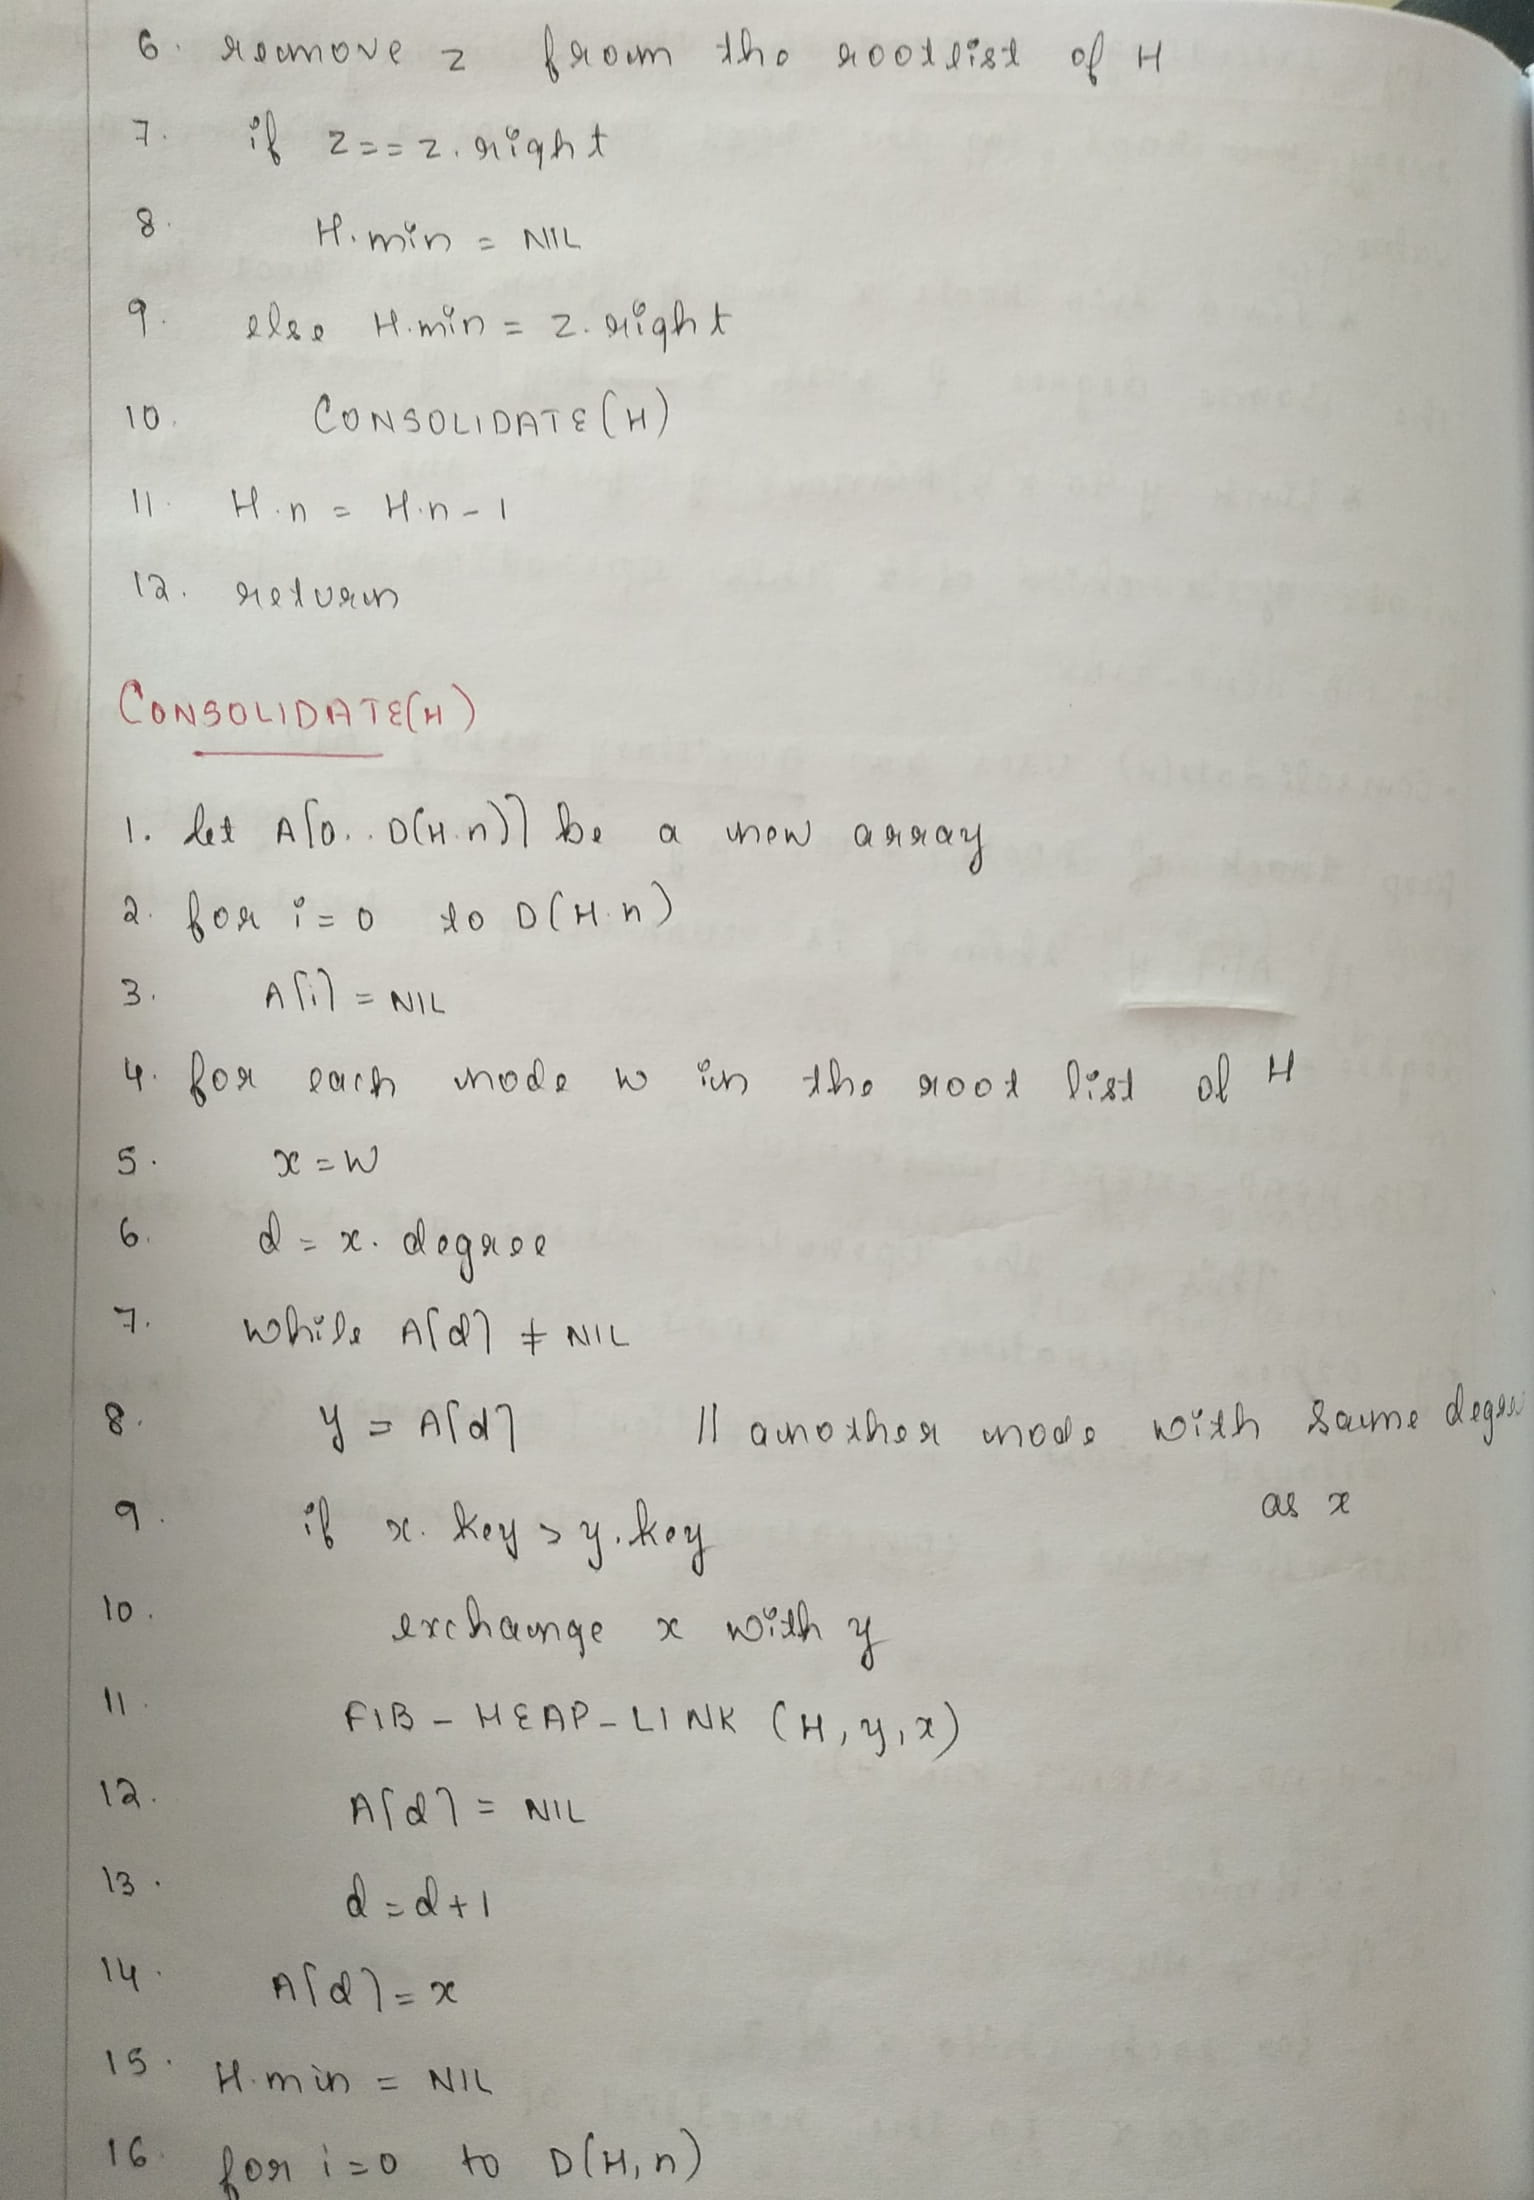 6. remove z from the rootlist of H
7. if z==z.right
8. H.min = NIL
9. else H.min = z.right
10. CONSOLIDATE(H)
11. H.n = H.n-1
12. return
CONSOLIDATE(H)
1. let A[0..D(H.n)] be a new array
2. for i=0 to D(H.n)
3. A[i] = NIL
4. for each node w in the root list of H
5. x=w
6. d=x.degree
7. while A[d] ≠ NIL
8. y = A[d] // another node with same degree
as x
9. if x.key>y.key
10. exchange x with y
11. FIB-HEAP-LINK (H,y,x)
12. A[d] = NIL
13. d=d+1
14. A[d]=x
15. H.min = NIL
16. for i=0 to D(H,n)